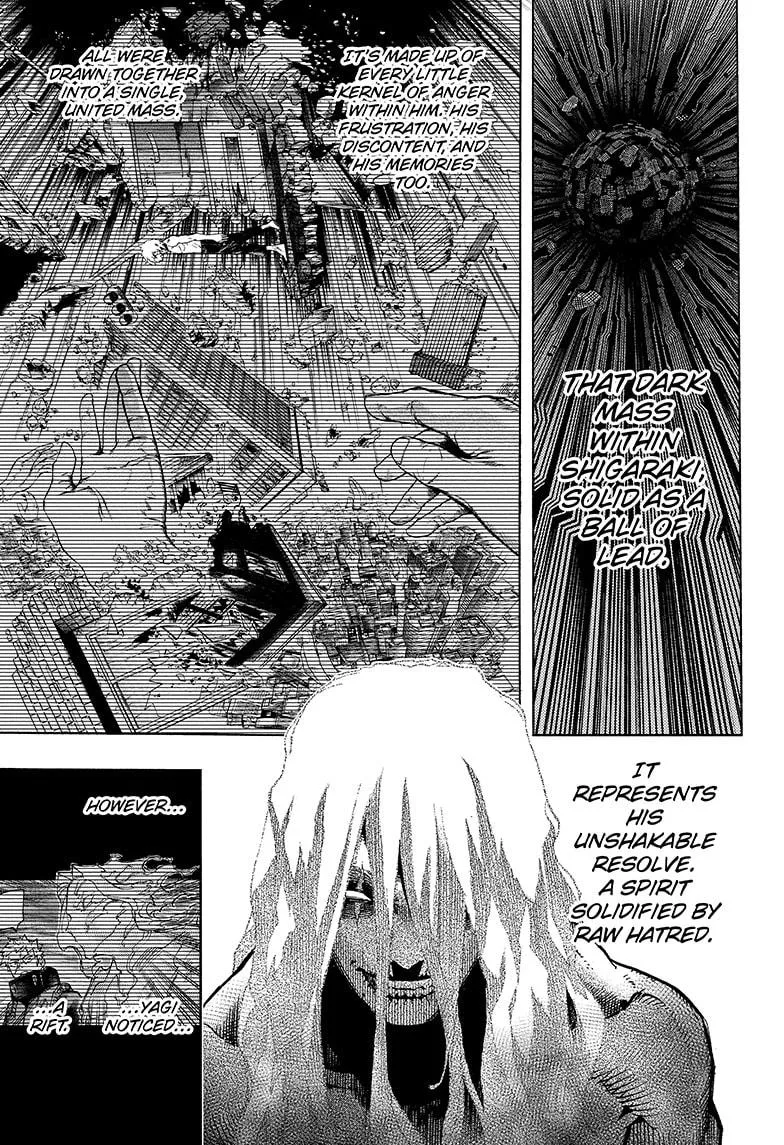 THAT DARK
MASS
WITHIN
SHIGARAKI,
SOLID AS A
BALL OF
LEAD.
IT'S MADE UP OF
EVERY LITTLE
KERNEL OF ANGER
WITHIN HIM. HIS
FRUSTRATION, HIS
DISCONTENT, AND
HIS MEMORIES
TOO.
ALL WERE
DRAWN TOGETHER
INTO A SINGLE,
UNITED MASS.
IT
REPRESENTS
HIS
UNSHAKABLE
RESOLVE.
A SPIRIT
SOLIDIFIED BY
RAW HATRED.
HOWEVER...
...YAGI
NOTICED...
...A
RIFT.